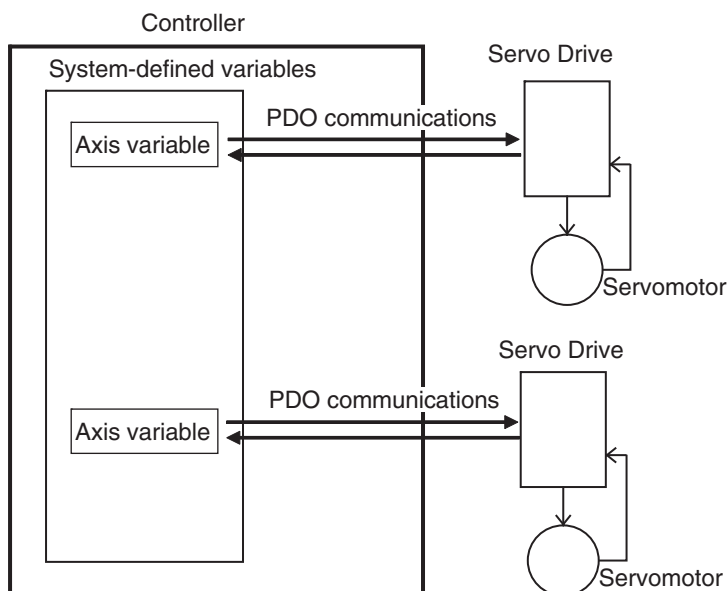 Controller
Servo Drive
System-defined variables
PDO communications
Axis variable
Servomotor
Servo Drive
PDO communications
Axis variable
Servomotor